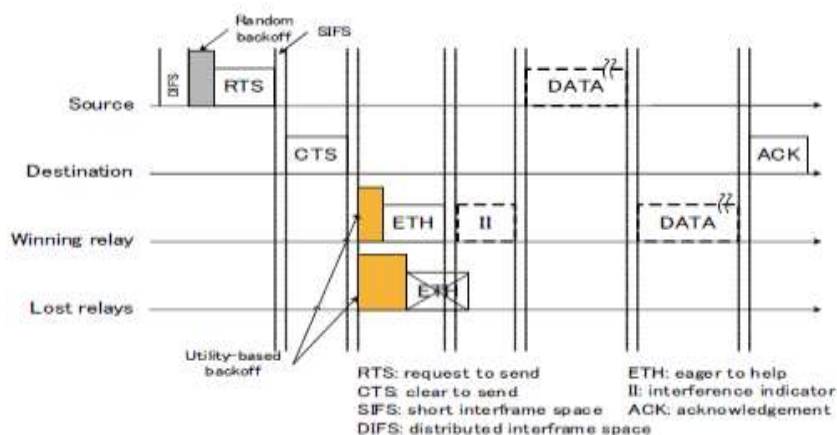 Random
backoff
SIFS
DIFS
RTS
DATA
Source
CTS
ACK
Destination
ETH
II
DATA
Winning relay
ETH
Lost relays
Utility-based
backoff
RTS: request to send
CTS: clear to send
SIFS: short interframe space
DIFS: distributed interframe space
ETH: eager to help
II: interference indicator
ACK: acknowledgement